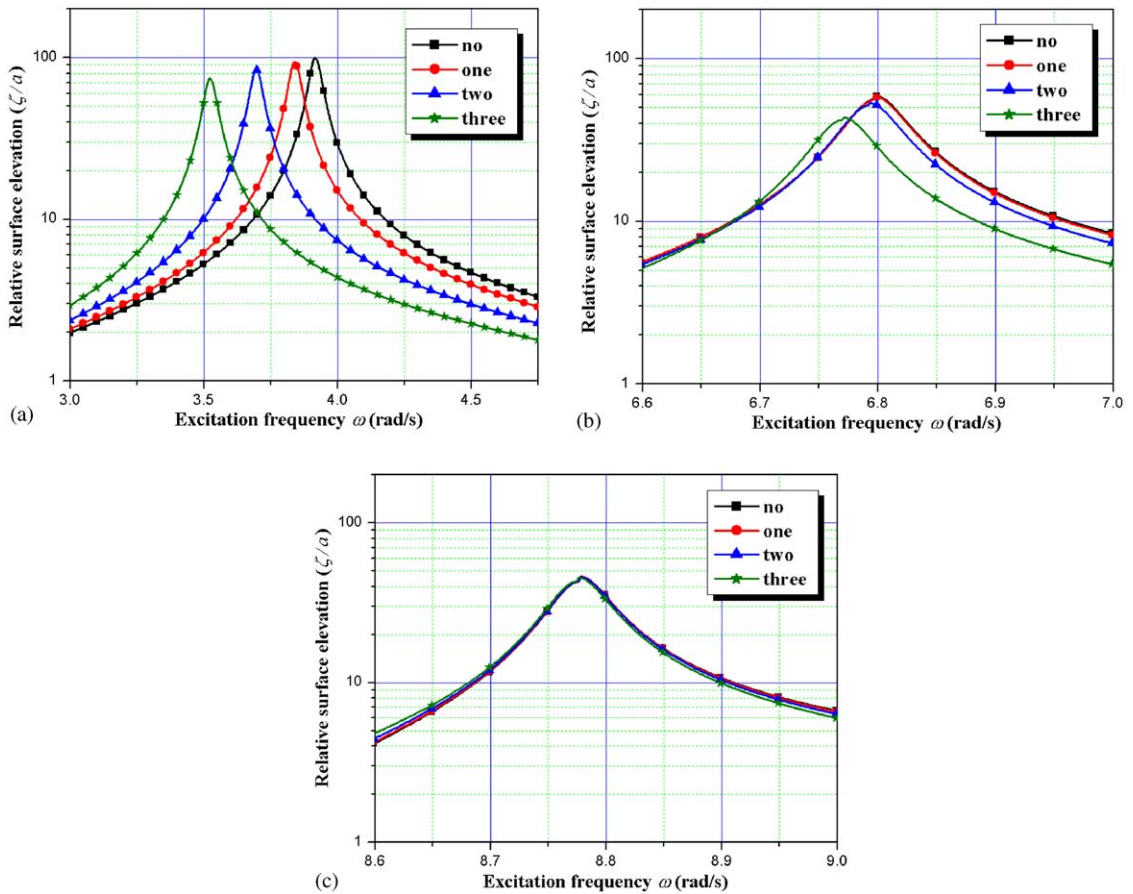 100
10
1
Relative surface elevation (ζ/a)
no
one
two
three
3.0 3.5 4.0 4.5
(a) Excitation frequency ω (rad/s)
100
10
1
Relative surface elevation (ζ/a)
no
one
two
three
6.6 6.7 6.8 6.9 7.0
(b) Excitation frequency ω (rad/s)
100
10
1
Relative surface elevation (ζ/a)
no
one
two
three
8.6 8.7 8.8 8.9 9.0
(c) Excitation frequency ω (rad/s)